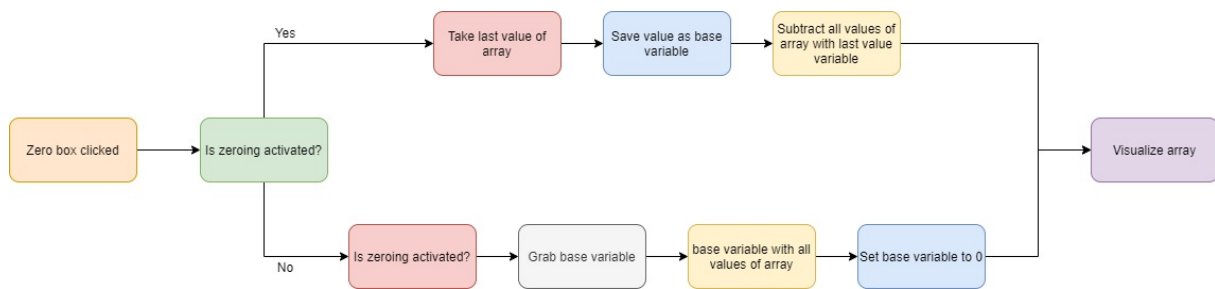 Zero box clicked
Is zeroing activated?
Yes
Take last value of
array
Save value as base
variable
Subtract all values of
array with last value
variable
No
Is zeroing activated?
Grab base variable
base variable with all
values of array
Set base variable to 0
Visualize array